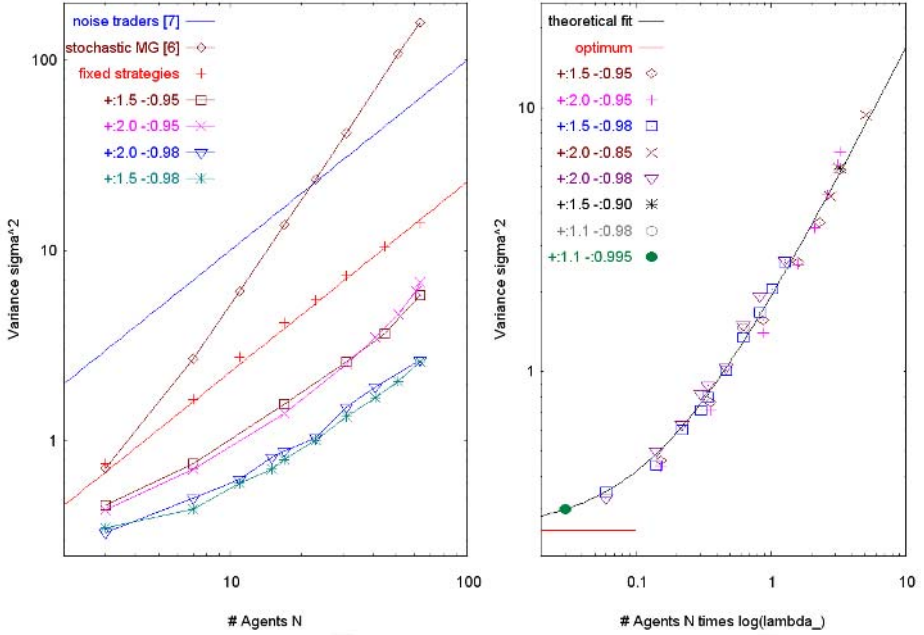 noise traders [7]
stochastic MG [6]
fixed strategies
+:1.5 -:0.95
+:2.0 -:0.95
+:2.0 -:0.98
+:1.5 -:0.98
100
10
1
Variance sigma^2
10
100
# Agents N
theoretical fit
optimum
+:1.5 -:0.95
+:2.0 -:0.95
+:1.5 -:0.98
+:2.0 -:0.85
+:2.0 -:0.98
+:1.5 -:0.90
+:1.1 -:0.98
+:1.1 -:0.995
10
1
Variance sigma^2
0.1
1
10
# Agents N times log(lambda_)